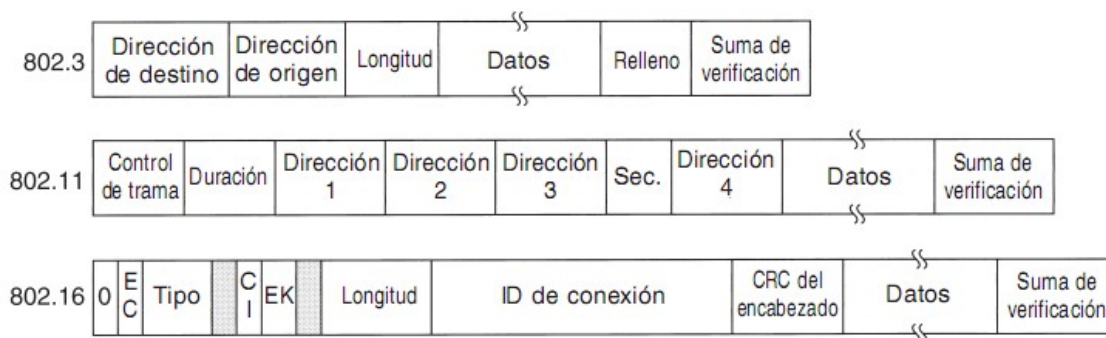 802.3 Dirección de destino Dirección de origen Longitud Datos Relleno Suma de verificación
802.11 Control de trama Duración Dirección 1 Dirección 2 Dirección 3 Sec. Dirección 4 Datos Suma de verificación
802.16 0 EC Tipo CI EK Longitud ID de conexión CRC del encabezado Datos Suma de verificación